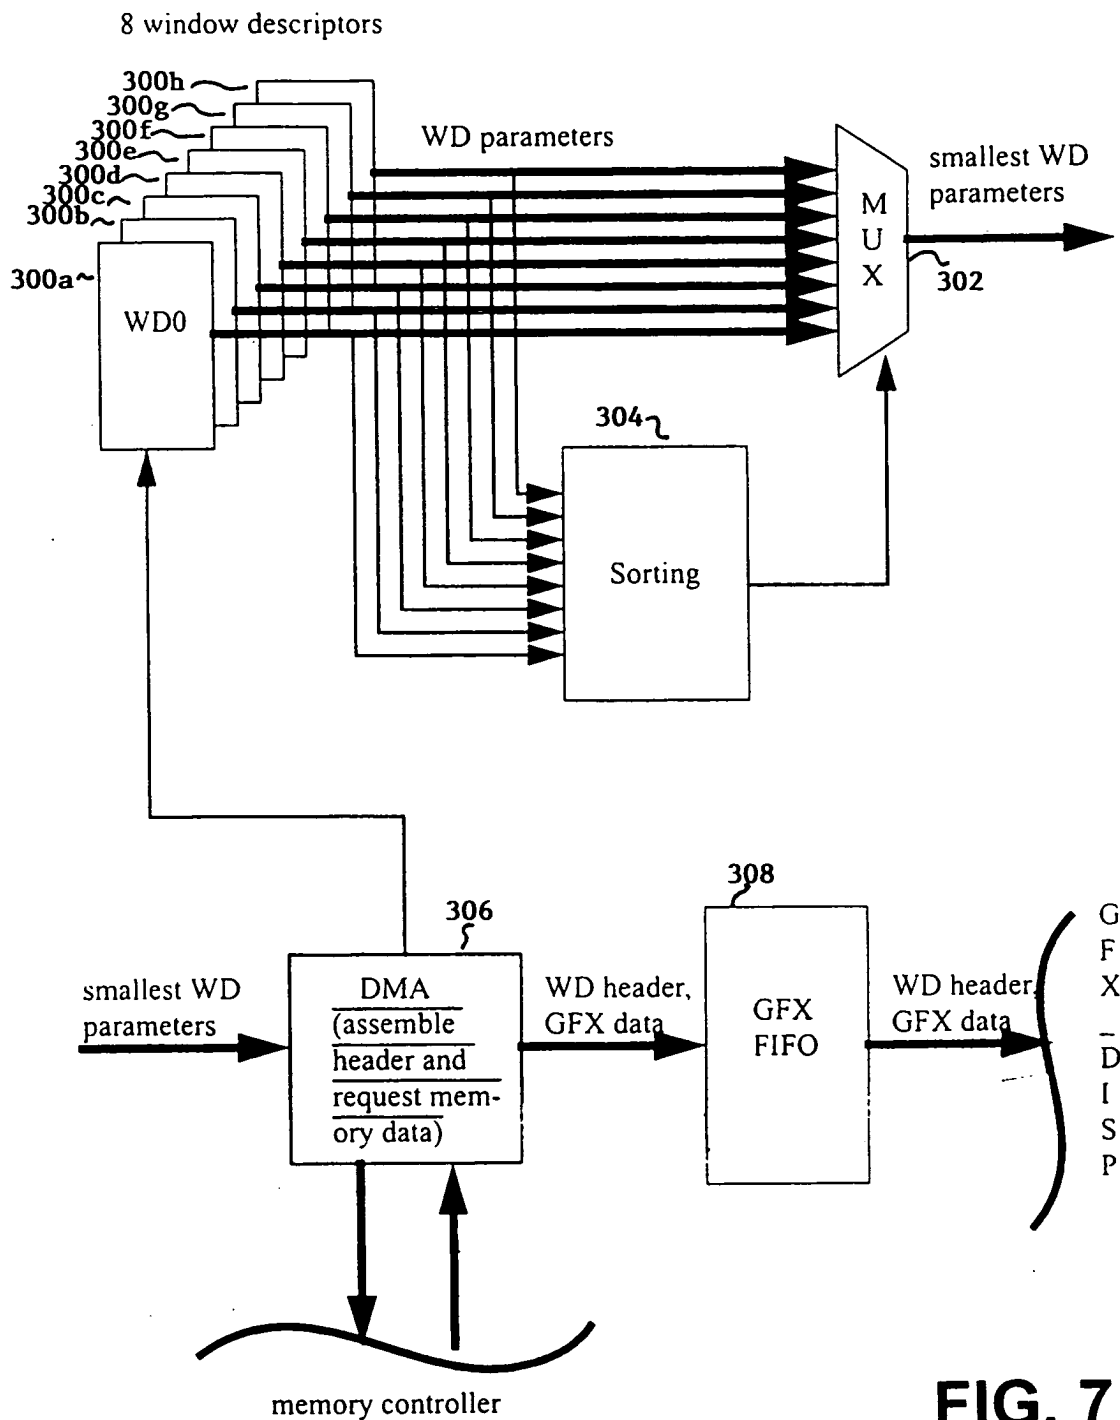 8 window descriptors
300h
300g
300f
300e
300d
300c
300b
300a
WD0
WD parameters
M
U
X
smallest WD
parameters
302
304
Sorting
306
308
smallest WD
parameters
DMA
(assemble
header and
request mem-
ory data)
WD header,
GFX data
GFX
FIFO
WD header,
GFX data
G
F
X
_
D
I
S
P
memory controller
FIG. 7